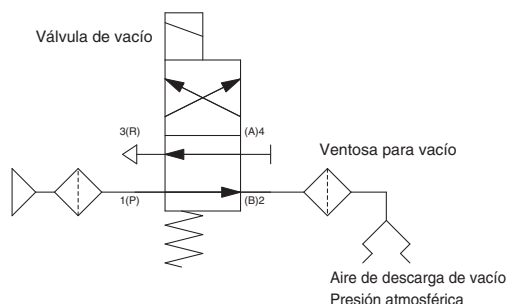 Válvula de vacío
3(R)
(A)4
Ventosa para vacío
1(P)
(B)2
Aire de descarga de vacío
Presión atmosférica